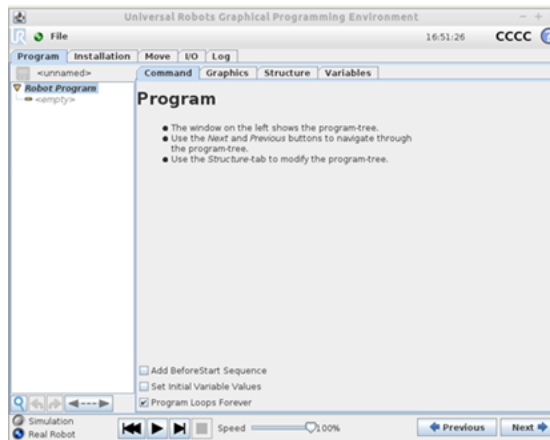 Universal Robots Graphical Programming Environment
File
16:51:26
CCCC
Program Installation Move I/O Log
<unnamed>
Command Graphics Structure Variables
Robot Program
<empty>
Program
The window on the left shows the program-tree.
Use the Next and Previous buttons to navigate through
the program-tree.
Use the Structure-tab to modify the program-tree.
Add BeforeStart Sequence
Set Initial Variable Values
Program Loops Forever
Simulation
Real Robot
Speed
100%
Previous
Next